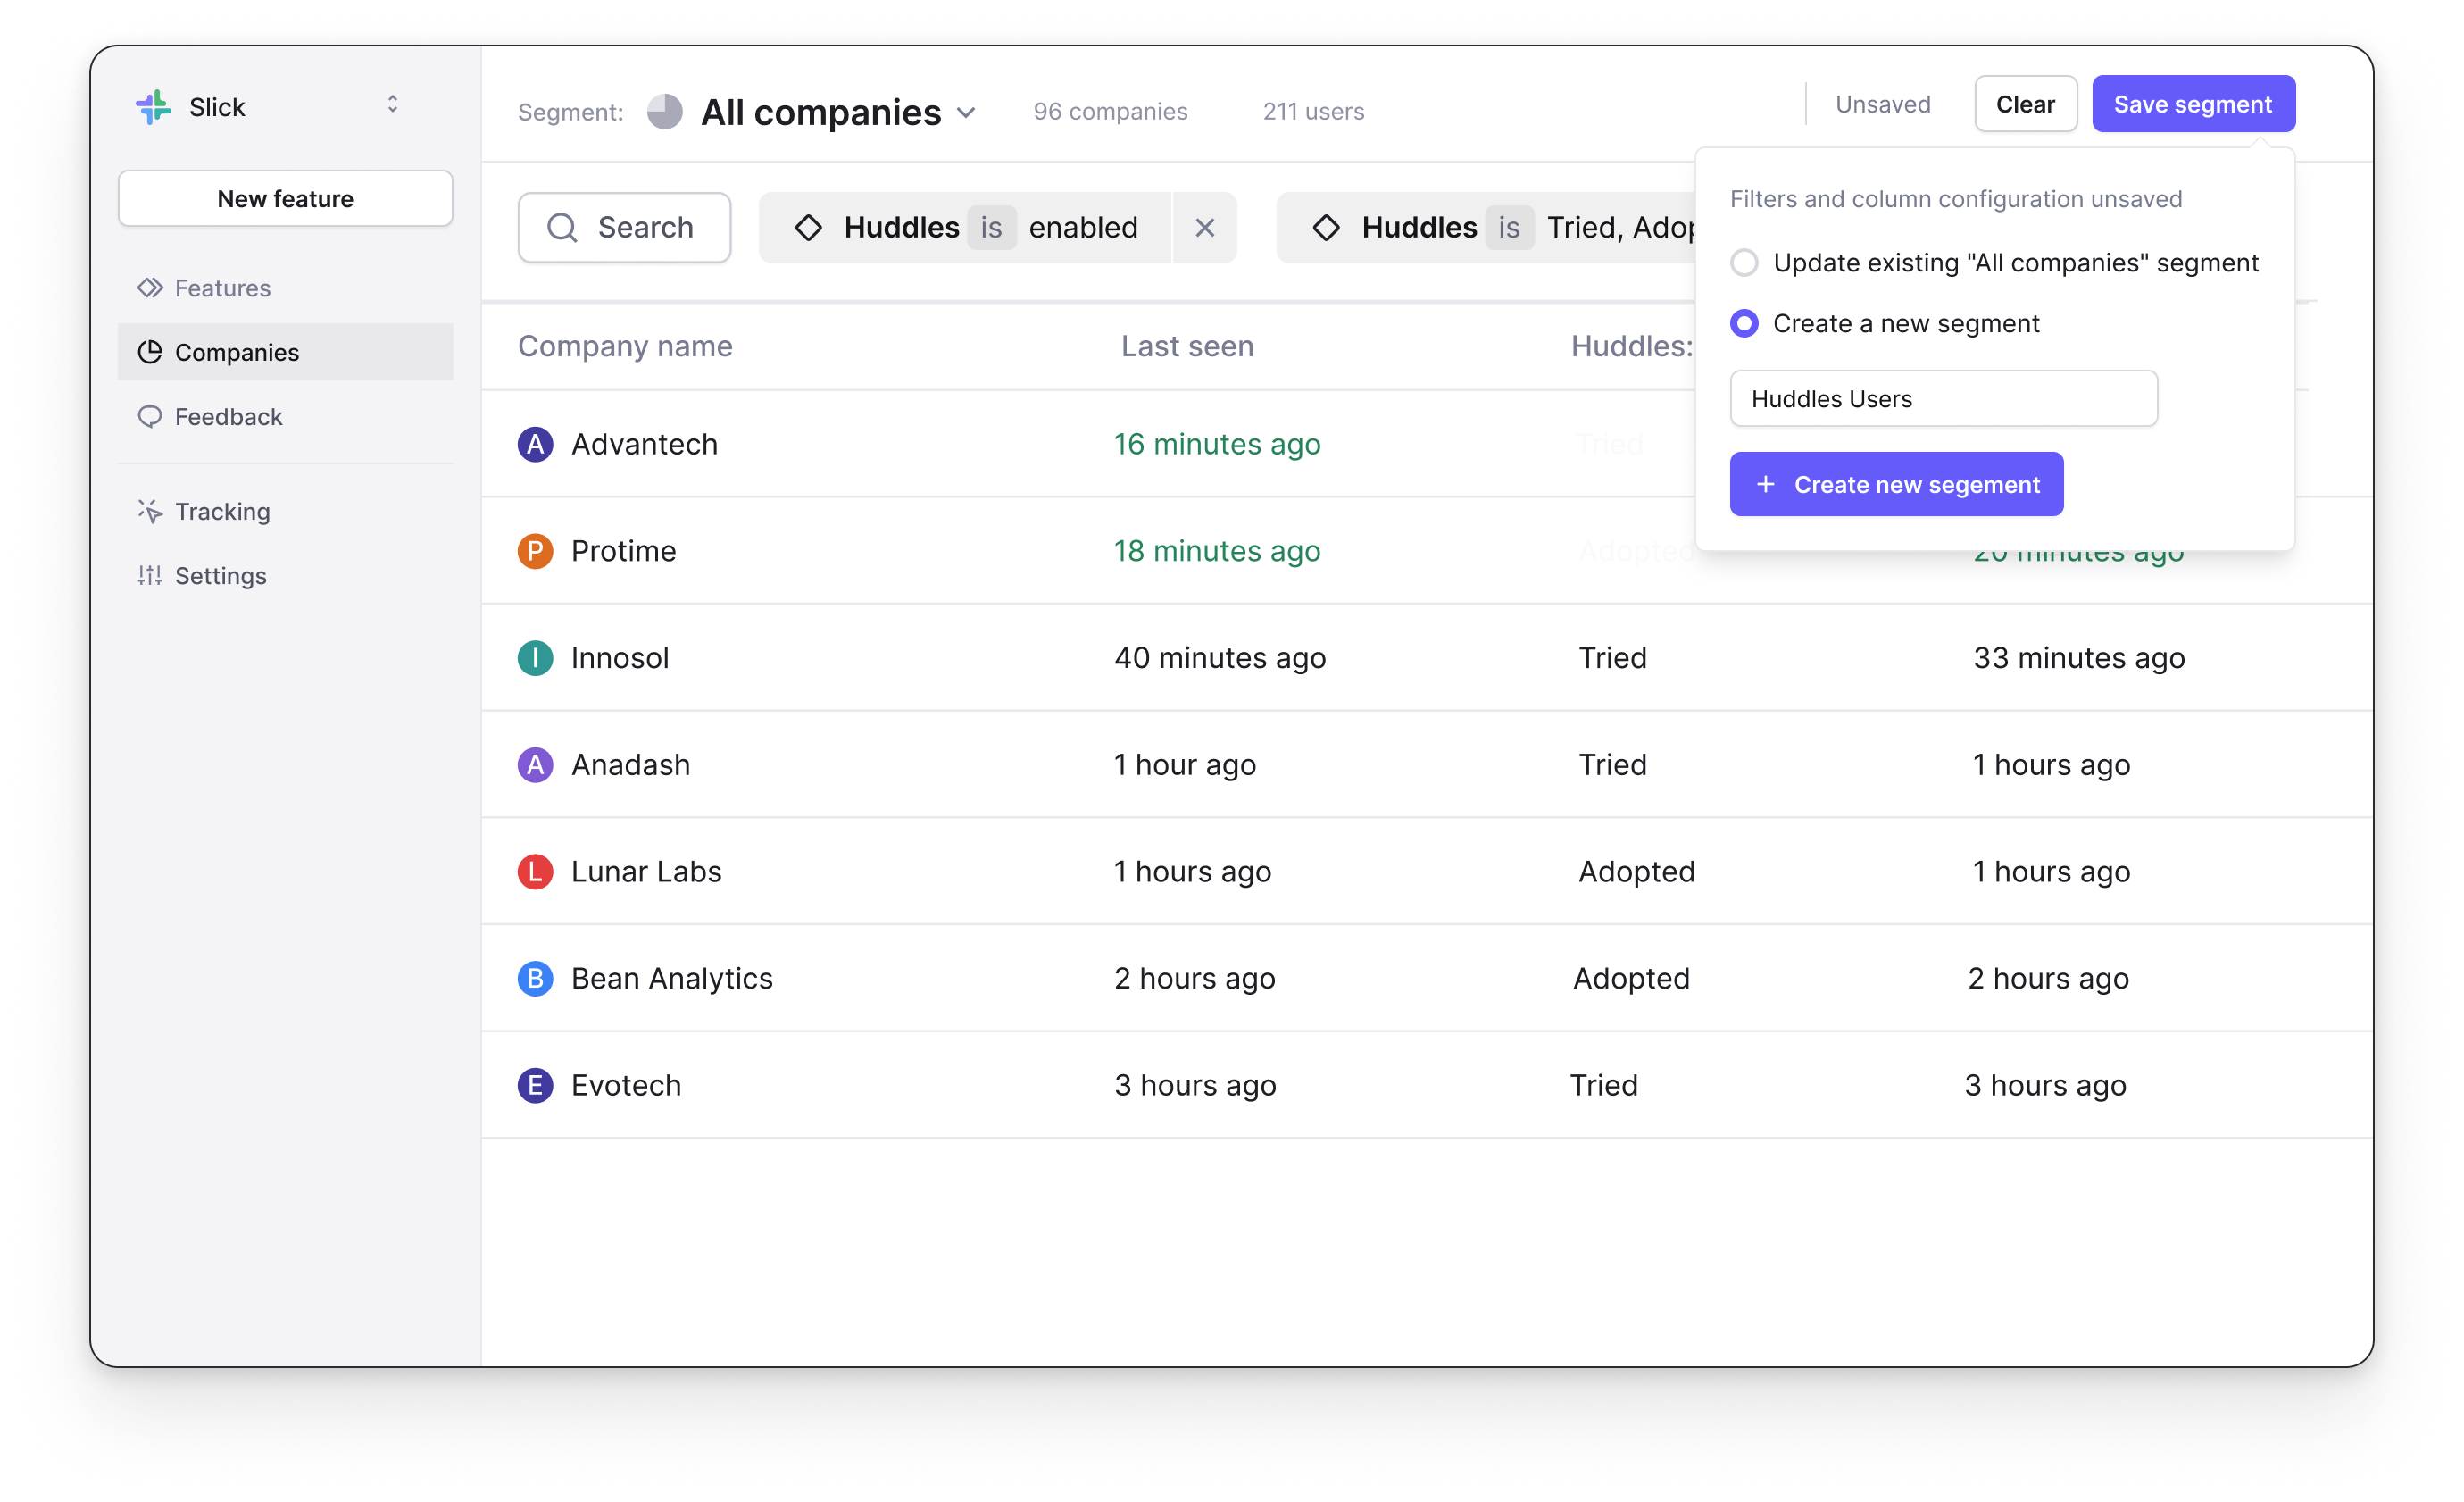 Slick
New feature
Features
Companies
Feedback
Tracking
Settings
Segment: All companies 96 companies 211 users Unsaved Clear Save segment
Search Huddles is enabled Huddles is Tried, Adop
Filters and column configuration unsaved
Update existing "All companies" segment
Create a new segment
Huddles Users
+ Create new segement
Company name Last seen Huddles:
A Advantech 16 minutes ago Tried
P Protime 18 minutes ago Adopted 20 minutes ago
I Innosol 40 minutes ago Tried 33 minutes ago
A Anadash 1 hour ago Tried 1 hours ago
L Lunar Labs 1 hours ago Adopted 1 hours ago
B Bean Analytics 2 hours ago Adopted 2 hours ago
E Evotech 3 hours ago Tried 3 hours ago